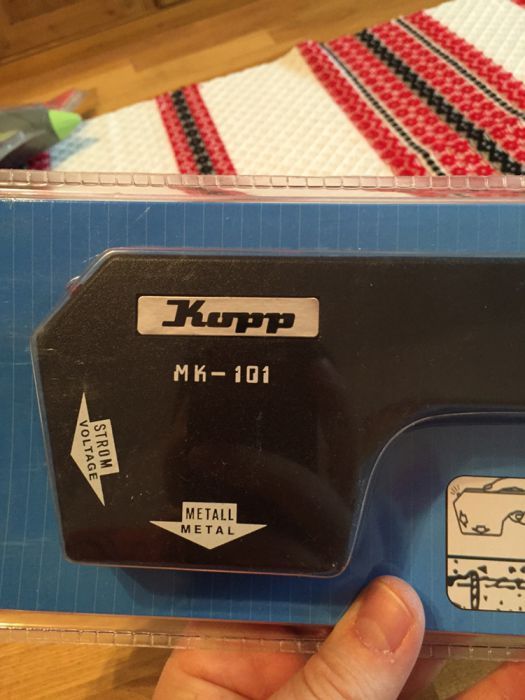 Kopp
MK-101
STROM
VOLTAGE
METALL
METAL